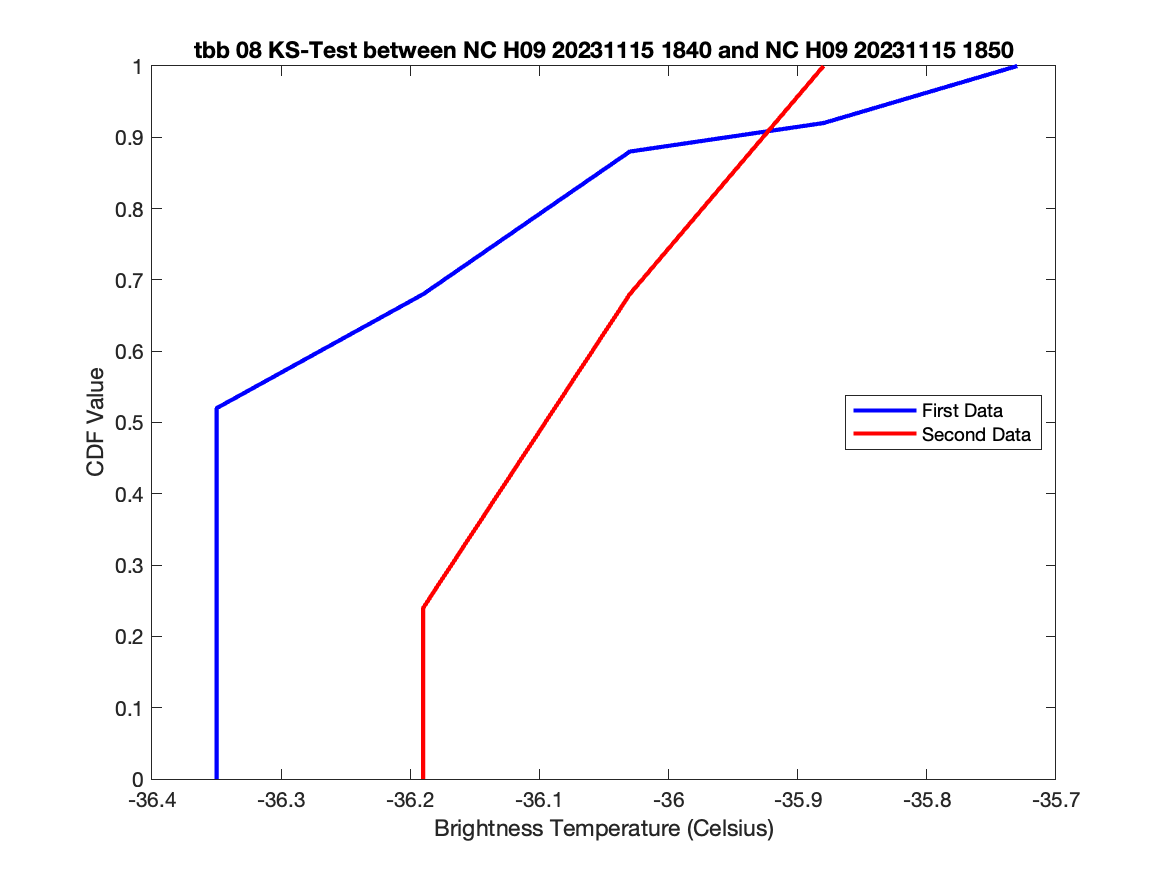 tbb 08 KS-Test between NC H09 20231115 1840 and NC H09 20231115 1850
1
0.9
0.8
0.7
0.6
0.5
0.4
0.3
0.2
0.1
0
CDF Value
First Data
Second Data
-36.4 -36.3 -36.2 -36.1 -36 -35.9 -35.8 -35.7
Brightness Temperature (Celsius)